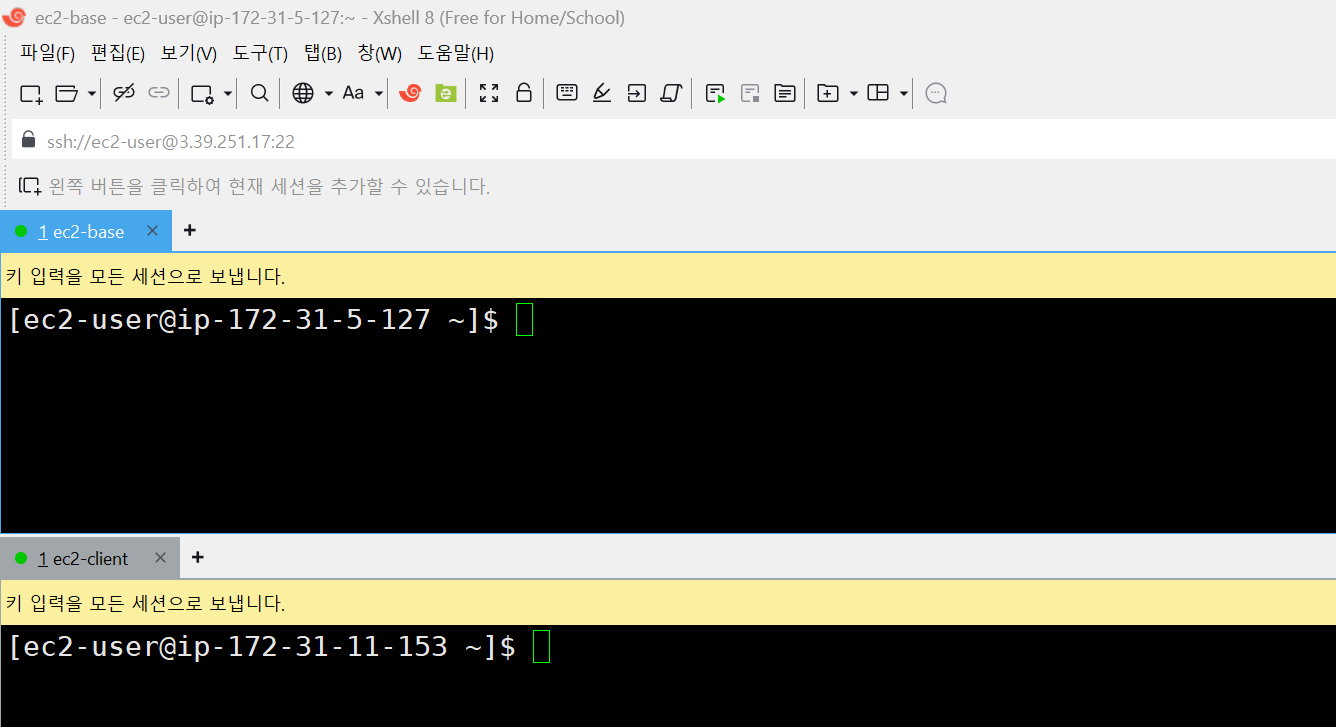 ec2-base - ec2-user@ip-172-31-5-127:~ - Xshell 8 (Free for Home/School)
파일(F) 편집(E) 보기(V) 도구(T) 탭(B) 창(W) 도움말(H)
Aa
ssh://ec2-user@3.39.251.17:22
왼쪽 버튼을 클릭하여 현재 세션을 추가할 수 있습니다.
1 ec2-base × +
키 입력을 모든 세션으로 보냅니다.
[ec2-user@ip-172-31-5-127 ~]$
1 ec2-client × +
키 입력을 모든 세션으로 보냅니다.
[ec2-user@ip-172-31-11-153 ~]$